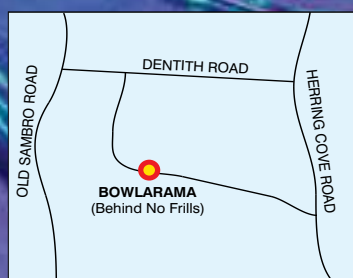 DENTITH ROAD
OLD SAMBRO ROAD
HERRING COVE ROAD
BOWLARAMA
(Behind No Frills)